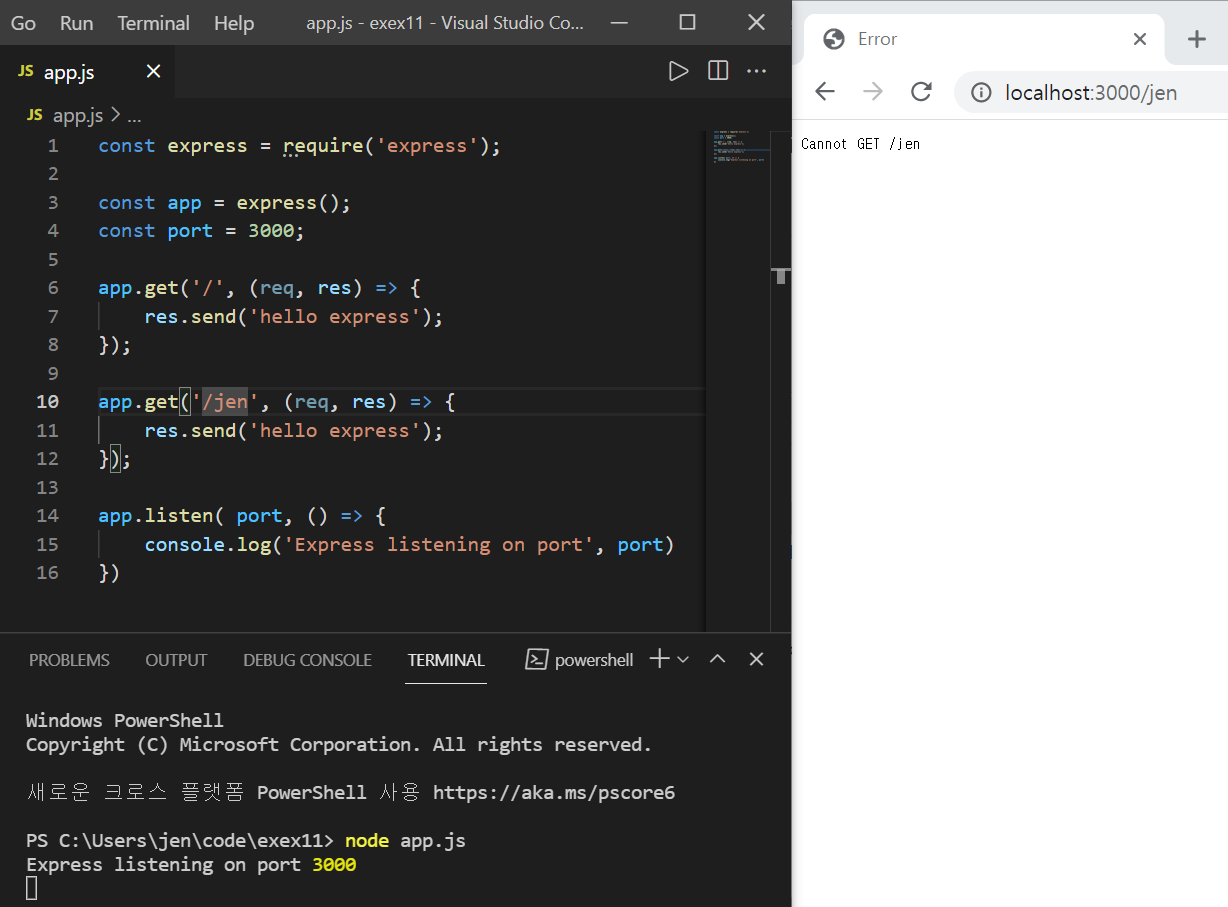 Go Run Terminal Help app.js - exex11 - Visual Studio Co...
JS app.js
JS app.js > ...
1 const express = require('express');
2
3 const app = express();
4 const port = 3000;
5
6 app.get('/', (req, res) => {
7 res.send('hello express');
8 });
9
10 app.get('/jen', (req, res) => {
11 res.send('hello express');
12 });
13
14 app.listen( port, () => {
15 console.log('Express listening on port', port)
16 })
PROBLEMS OUTPUT DEBUG CONSOLE TERMINAL powershell
Windows PowerShell
Copyright (C) Microsoft Corporation. All rights reserved.
새로운 크로스 플랫폼 PowerShell 사용 https://aka.ms/pscore6
PS C:\Users\jen\code\exex11> node app.js
Express listening on port 3000
Error
localhost:3000/jen
Cannot GET /jen